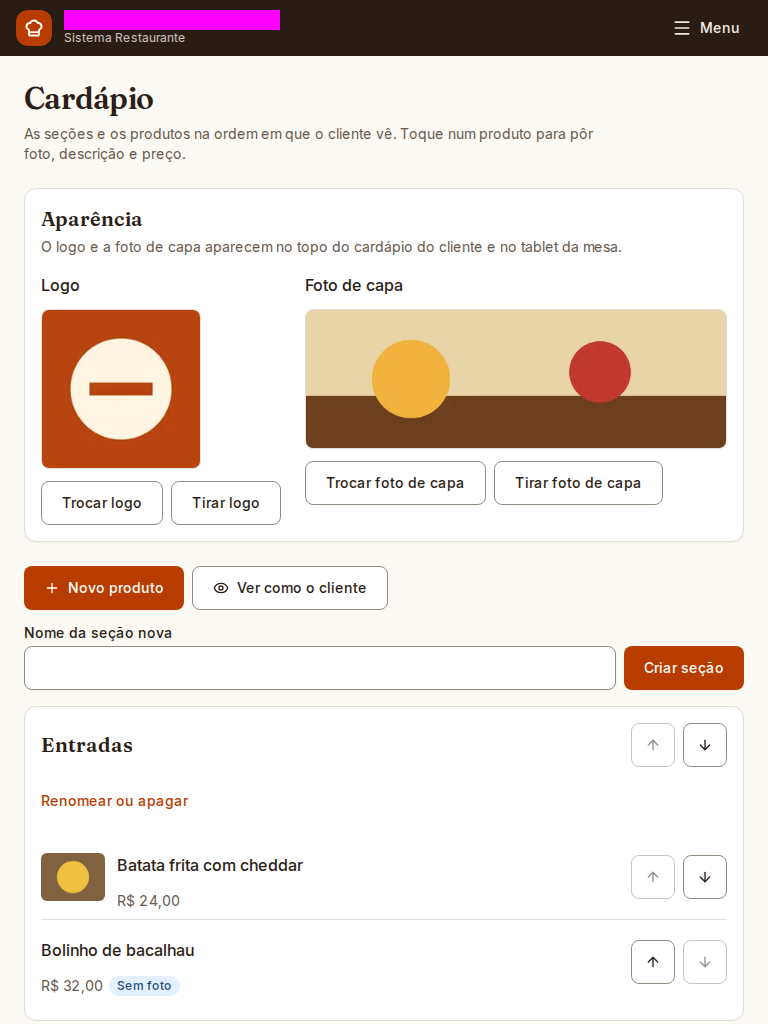 Sistema Restaurante
Menu
Cardápio
As seções e os produtos na ordem em que o cliente vê. Toque num produto para pôr
foto, descrição e preço.
Aparência
O logo e a foto de capa aparecem no topo do cardápio do cliente e no tablet da mesa.
Logo
Foto de capa
Trocar logo
Tirar logo
Trocar foto de capa
Tirar foto de capa
Novo produto
Ver como o cliente
Nome da seção nova
Criar seção
Entradas
Renomear ou apagar
Batata frita com cheddar
R$ 24,00
Bolinho de bacalhau
R$ 32,00 Sem foto